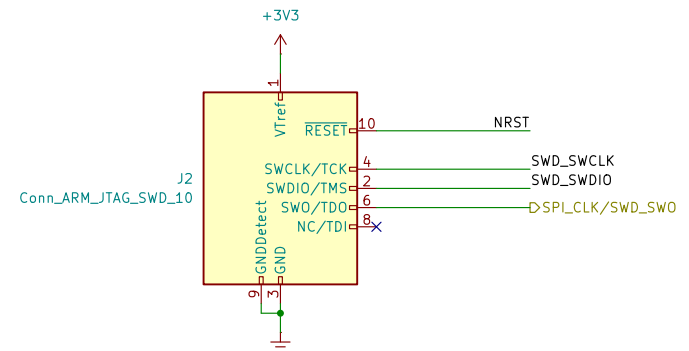 +3V3
1
VTref
RESET
10
NRST
SWCLK/TCK
4
SWD_SWCLK
SWDIO/TMS
2
SWD_SWDIO
SWO/TDO
6
SPI_CLK/SWD_SWO
NC/TDI
8
J2
Conn_ARM_JTAG_SWD_10
GNDDetect
GND
9
3